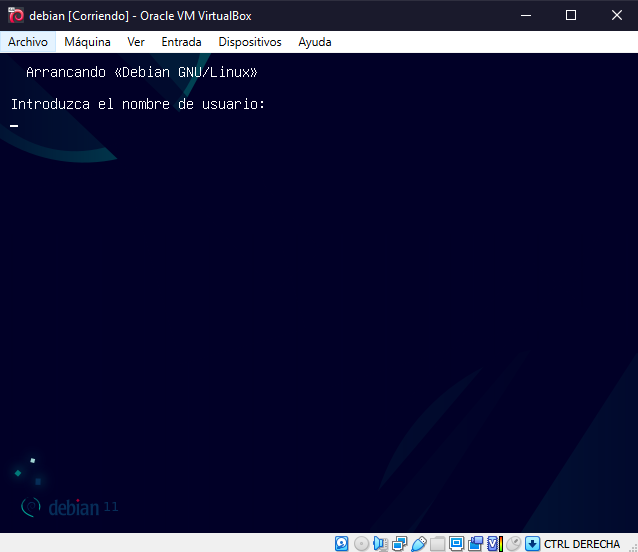 debian [Corriendo] - Oracle VM VirtualBox
Archivo Máquina Ver Entrada Dispositivos Ayuda
Arrancando «Debian GNU/Linux»
Introduzca el nombre de usuario:
debian 11
CTRL DERECHA